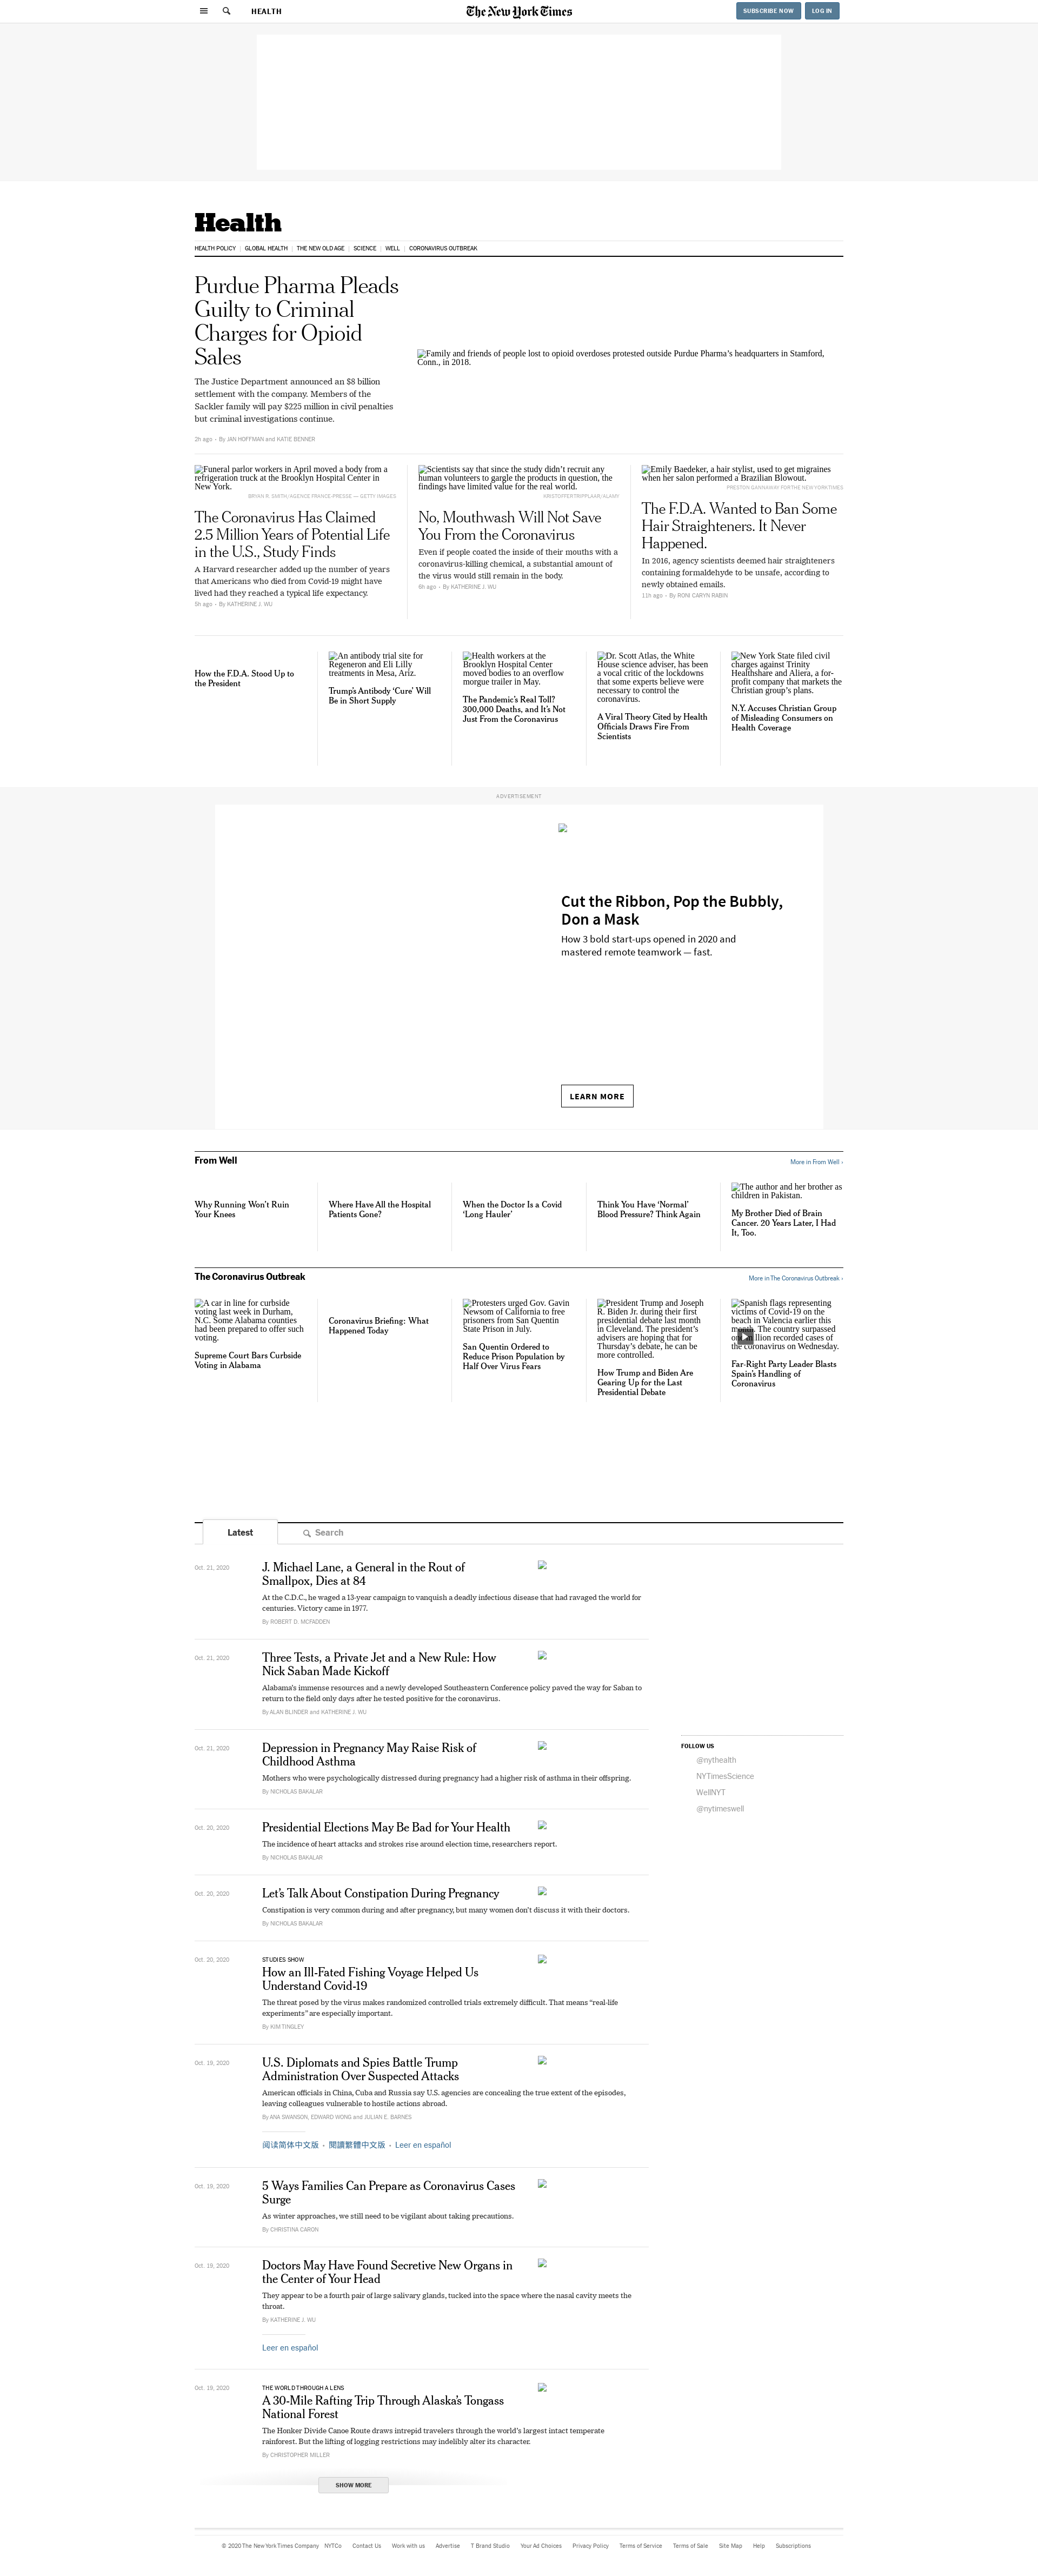 HEALTH
The New York Times
SUBSCRIBE NOW
LOG IN
Health
HEALTH POLICY
GLOBAL HEALTH
THE NEW OLD AGE
SCIENCE
WELL
CORONAVIRUS OUTBREAK
Purdue Pharma Pleads
Guilty to Criminal
Charges for Opioid
Sales
The Justice Department announced an $8 billion
settlement with the company. Members of the
Sackler family will pay $225 million in civil penalties
but criminal investigations continue.
2h ago · By JAN HOFFMAN and KATIE BENNER
Family and friends of people lost to opioid overdoses protested outside Purdue Pharma’s headquarters in Stamford,
Conn., in 2018.
Funeral parlor workers in April moved a body from a
refrigeration truck at the Brooklyn Hospital Center in
New York.
BRYAN R. SMITH/AGENCE FRANCE-PRESSE — GETTY IMAGES
The Coronavirus Has Claimed
2.5 Million Years of Potential Life
in the U.S., Study Finds
A Harvard researcher added up the number of years
that Americans who died from Covid-19 might have
lived had they reached a typical life expectancy.
5h ago · By KATHERINE J. WU
Scientists say that since the study didn’t recruit any
human volunteers to gargle the products in question, the
findings have limited value for the real world.
KRISTOFFER TRIPPLAAR/ALAMY
No, Mouthwash Will Not Save
You From the Coronavirus
Even if people coated the inside of their mouths with a
coronavirus-killing chemical, a substantial amount of
the virus would still remain in the body.
6h ago · By KATHERINE J. WU
Emily Baedeker, a hair stylist, used to get migraines
when her salon performed a Brazilian Blowout.
PRESTON GANNAWAY FOR THE NEW YORK TIMES
The F.D.A. Wanted to Ban Some
Hair Straighteners. It Never
Happened.
In 2016, agency scientists deemed hair straighteners
containing formaldehyde to be unsafe, according to
newly obtained emails.
11h ago · By RONI CARYN RABIN
How the F.D.A. Stood Up to
the President
An antibody trial site for
Regeneron and Eli Lilly
treatments in Mesa, Ariz.
Trump’s Antibody ‘Cure’ Will
Be in Short Supply
Health workers at the
Brooklyn Hospital Center
moved bodies to an overflow
morgue trailer in May.
The Pandemic’s Real Toll?
300,000 Deaths, and It’s Not
Just From the Coronavirus
Dr. Scott Atlas, the White
House science adviser, has been
a vocal critic of the lockdowns
that some experts believe were
necessary to control the
coronavirus.
A Viral Theory Cited by Health
Officials Draws Fire From
Scientists
New York State filed civil
charges against Trinity
Healthshare and Aliera, a for-
profit company that markets the
Christian group’s plans.
N.Y. Accuses Christian Group
of Misleading Consumers on
Health Coverage
ADVERTISEMENT
Cut the Ribbon, Pop the Bubbly,
Don a Mask
How 3 bold start-ups opened in 2020 and
mastered remote teamwork — fast.
LEARN MORE
From Well
More in From Well ›
Why Running Won’t Ruin
Your Knees
Where Have All the Hospital
Patients Gone?
When the Doctor Is a Covid
‘Long Hauler’
Think You Have ‘Normal’
Blood Pressure? Think Again
The author and her brother as
children in Pakistan.
My Brother Died of Brain
Cancer. 20 Years Later, I Had
It, Too.
The Coronavirus Outbreak
More in The Coronavirus Outbreak ›
A car in line for curbside
voting last week in Durham,
N.C. Some Alabama counties
had been prepared to offer such
voting.
Supreme Court Bars Curbside
Voting in Alabama
Coronavirus Briefing: What
Happened Today
Protesters urged Gov. Gavin
Newsom of California to free
prisoners from San Quentin
State Prison in July.
San Quentin Ordered to
Reduce Prison Population by
Half Over Virus Fears
President Trump and Joseph
R. Biden Jr. during their first
presidential debate last month
in Cleveland. The president’s
advisers are hoping that for
Thursday’s debate, he can be
more controlled.
How Trump and Biden Are
Gearing Up for the Last
Presidential Debate
Spanish flags representing
victims of Covid-19 on the
beach in Valencia earlier this
The country surpassed
recorded cases of
the coronavirus on Wednesday.
Far-Right Party Leader Blasts
Spain’s Handling of
Coronavirus
Latest
Search
Oct. 21, 2020
J. Michael Lane, a General in the Rout of
Smallpox, Dies at 84
At the C.D.C., he waged a 13-year campaign to vanquish a deadly infectious disease that had ravaged the world for
centuries. Victory came in 1977.
By ROBERT D. MCFADDEN
Oct. 21, 2020
Three Tests, a Private Jet and a New Rule: How
Nick Saban Made Kickoff
Alabama’s immense resources and a newly developed Southeastern Conference policy paved the way for Saban to
return to the field only days after he tested positive for the coronavirus.
By ALAN BLINDER and KATHERINE J. WU
Oct. 21, 2020
Depression in Pregnancy May Raise Risk of
Childhood Asthma
Mothers who were psychologically distressed during pregnancy had a higher risk of asthma in their offspring.
By NICHOLAS BAKALAR
Oct. 20, 2020
Presidential Elections May Be Bad for Your Health
The incidence of heart attacks and strokes rise around election time, researchers report.
By NICHOLAS BAKALAR
Oct. 20, 2020
Let’s Talk About Constipation During Pregnancy
Constipation is very common during and after pregnancy, but many women don’t discuss it with their doctors.
By NICHOLAS BAKALAR
Oct. 20, 2020
STUDIES SHOW
How an Ill-Fated Fishing Voyage Helped Us
Understand Covid-19
The threat posed by the virus makes randomized controlled trials extremely difficult. That means “real-life
experiments” are especially important.
By KIM TINGLEY
Oct. 19, 2020
U.S. Diplomats and Spies Battle Trump
Administration Over Suspected Attacks
American officials in China, Cuba and Russia say U.S. agencies are concealing the true extent of the episodes,
leaving colleagues vulnerable to hostile actions abroad.
By ANA SWANSON, EDWARD WONG and JULIAN E. BARNES
阅读简体中文版 · 閱讀繁體中文版 · Leer en español
Oct. 19, 2020
5 Ways Families Can Prepare as Coronavirus Cases
Surge
As winter approaches, we still need to be vigilant about taking precautions.
By CHRISTINA CARON
Oct. 19, 2020
Doctors May Have Found Secretive New Organs in
the Center of Your Head
They appear to be a fourth pair of large salivary glands, tucked into the space where the nasal cavity meets the
throat.
By KATHERINE J. WU
Leer en español
Oct. 19, 2020
THE WORLD THROUGH A LENS
A 30-Mile Rafting Trip Through Alaska’s Tongass
National Forest
The Honker Divide Canoe Route draws intrepid travelers through the world’s largest intact temperate
rainforest. But the lifting of logging restrictions may indelibly alter its character.
By CHRISTOPHER MILLER
SHOW MORE
FOLLOW US
@nythealth
NYTimesScience
WellNYT
@nytimeswell
© 2020 The New York Times Company
NYTCo
Contact Us
Work with us
Advertise
T Brand Studio
Your Ad Choices
Privacy Policy
Terms of Service
Terms of Sale
Site Map
Help
Subscriptions